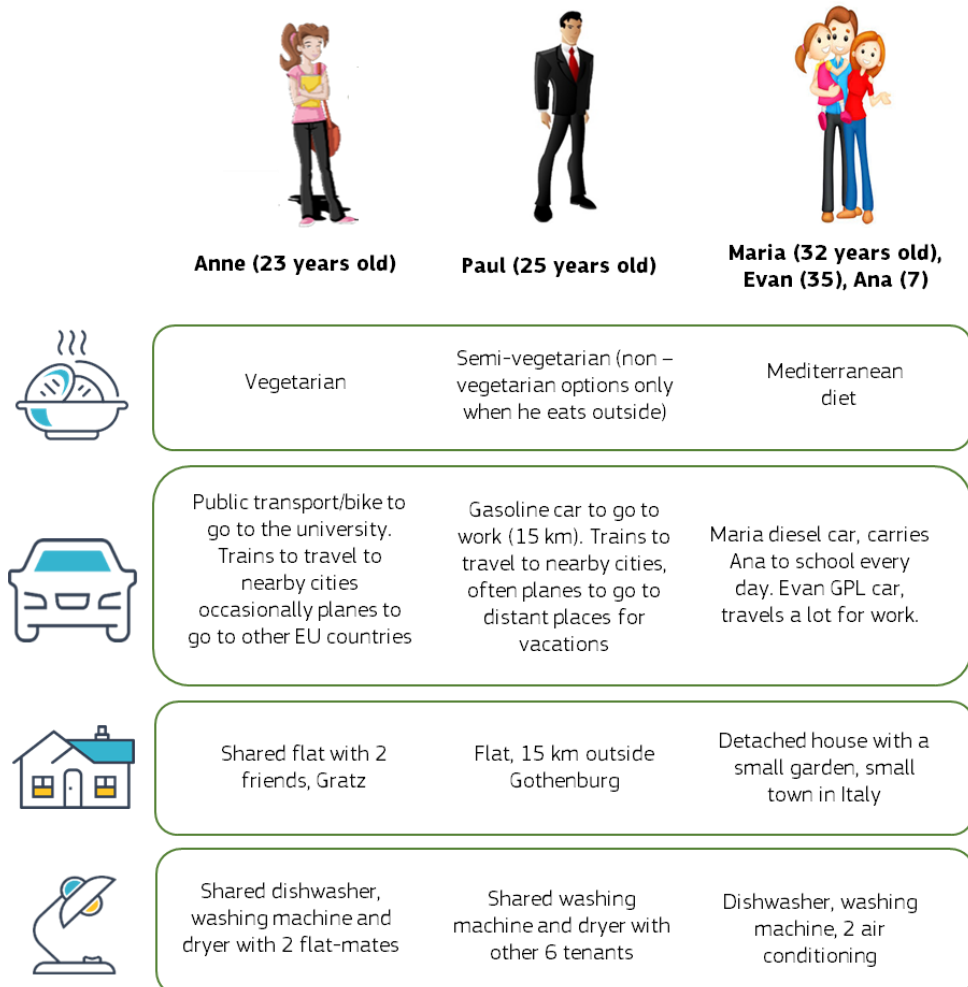 Anne (23 years old)
Paul (25 years old)
Maria (32 years old),
Evan (35), Ana (7)
Vegetarian
Semi-vegetarian (non –
vegetarian options only
when he eats outside)
Mediterranean
diet
Public transport/bike to
go to the university.
Trains to travel to
nearby cities
occasionally planes to
go to other EU countries
Gasoline car to go to
work (15 km). Trains to
travel to nearby cities,
often planes to go to
distant places for
vacations
Maria diesel car, carries
Ana to school every
day. Evan GPL car,
travels a lot for work.
Shared flat with 2
friends, Gratz
Flat, 15 km outside
Gothenburg
Detached house with a
small garden, small
town in Italy
Shared dishwasher,
washing machine and
dryer with 2 flat-mates
Shared washing
machine and dryer with
other 6 tenants
Dishwasher, washing
machine, 2 air
conditioning